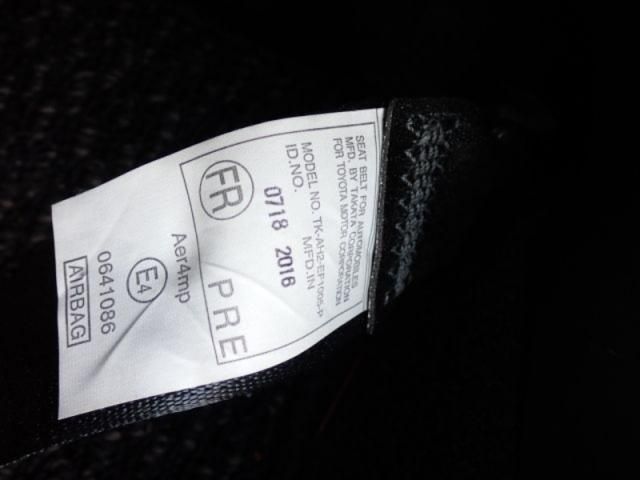 SEAT BELT FOR AUTOMOBILES
MFD. BY TAKATA CORPORATION
FOR TOYOTA MOTOR CORPORATION
MODEL NO. TK-AH2-EP1005-P
ID.NO. MFD.IN
0718 2016
FR PRE
Aer4mp
E4
0641086
AIRBAG